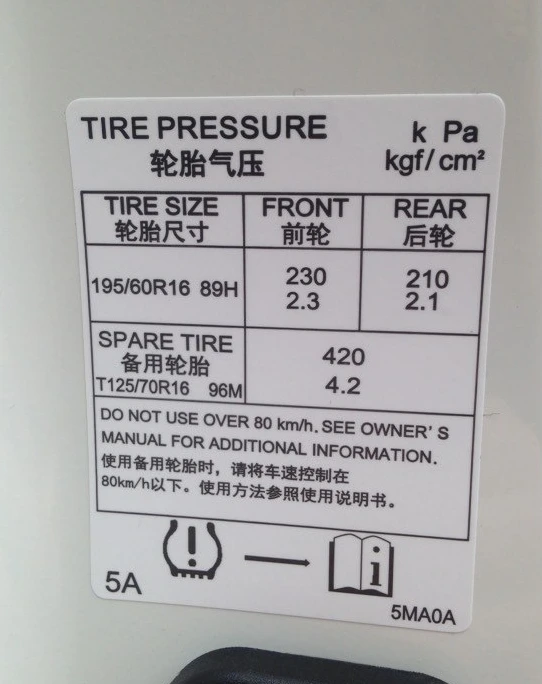 TIRE PRESSURE
轮胎气压
k Pa
kgf/cm²
TIRE SIZE
轮胎尺寸
FRONT
前轮
REAR
后轮
195/60R16 89H
230
2.3
210
2.1
SPARE TIRE
备用轮胎
T125/70R16 96M
420
4.2
DO NOT USE OVER 80 km/h. SEE OWNER'S
MANUAL FOR ADDITIONAL INFORMATION.
使用备用轮胎时，请将车速控制在
80km/h以下。使用方法参照使用说明书。
5A
i
5MA0A